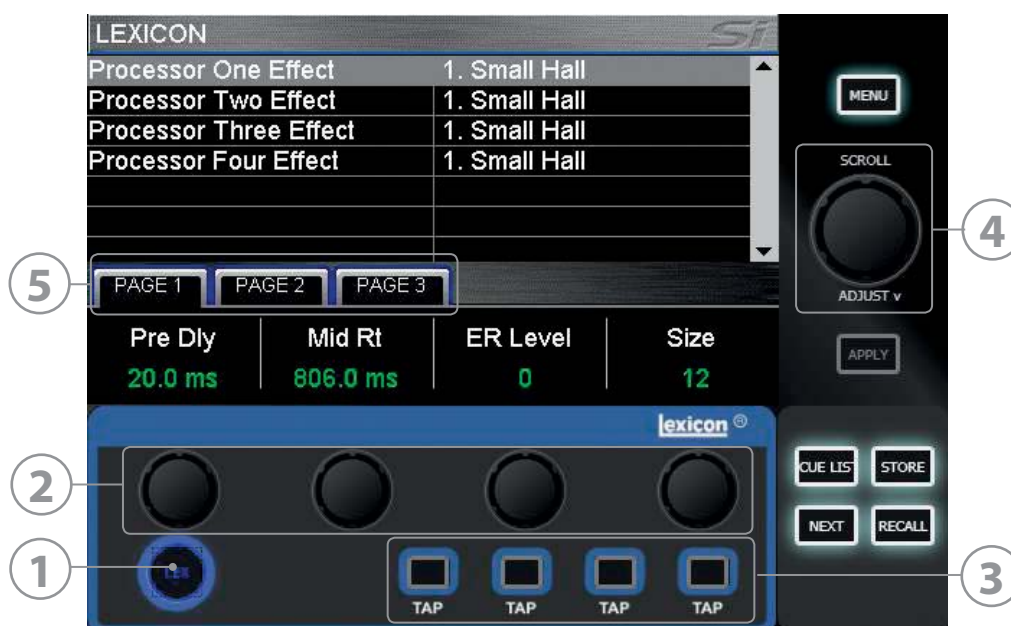 LEXICON
Si
Processor One Effect 1. Small Hall
Processor Two Effect 1. Small Hall
Processor Three Effect 1. Small Hall
Processor Four Effect 1. Small Hall
MENU
SCROLL
ADJUST v
4
APPLY
5
PAGE 1 PAGE 2 PAGE 3
Pre Dly Mid Rt ER Level Size
20.0 ms 806.0 ms 0 12
lexicon ®
2
CUE LIST STORE
NEXT RECALL
1
LEX
TAP TAP TAP TAP
3